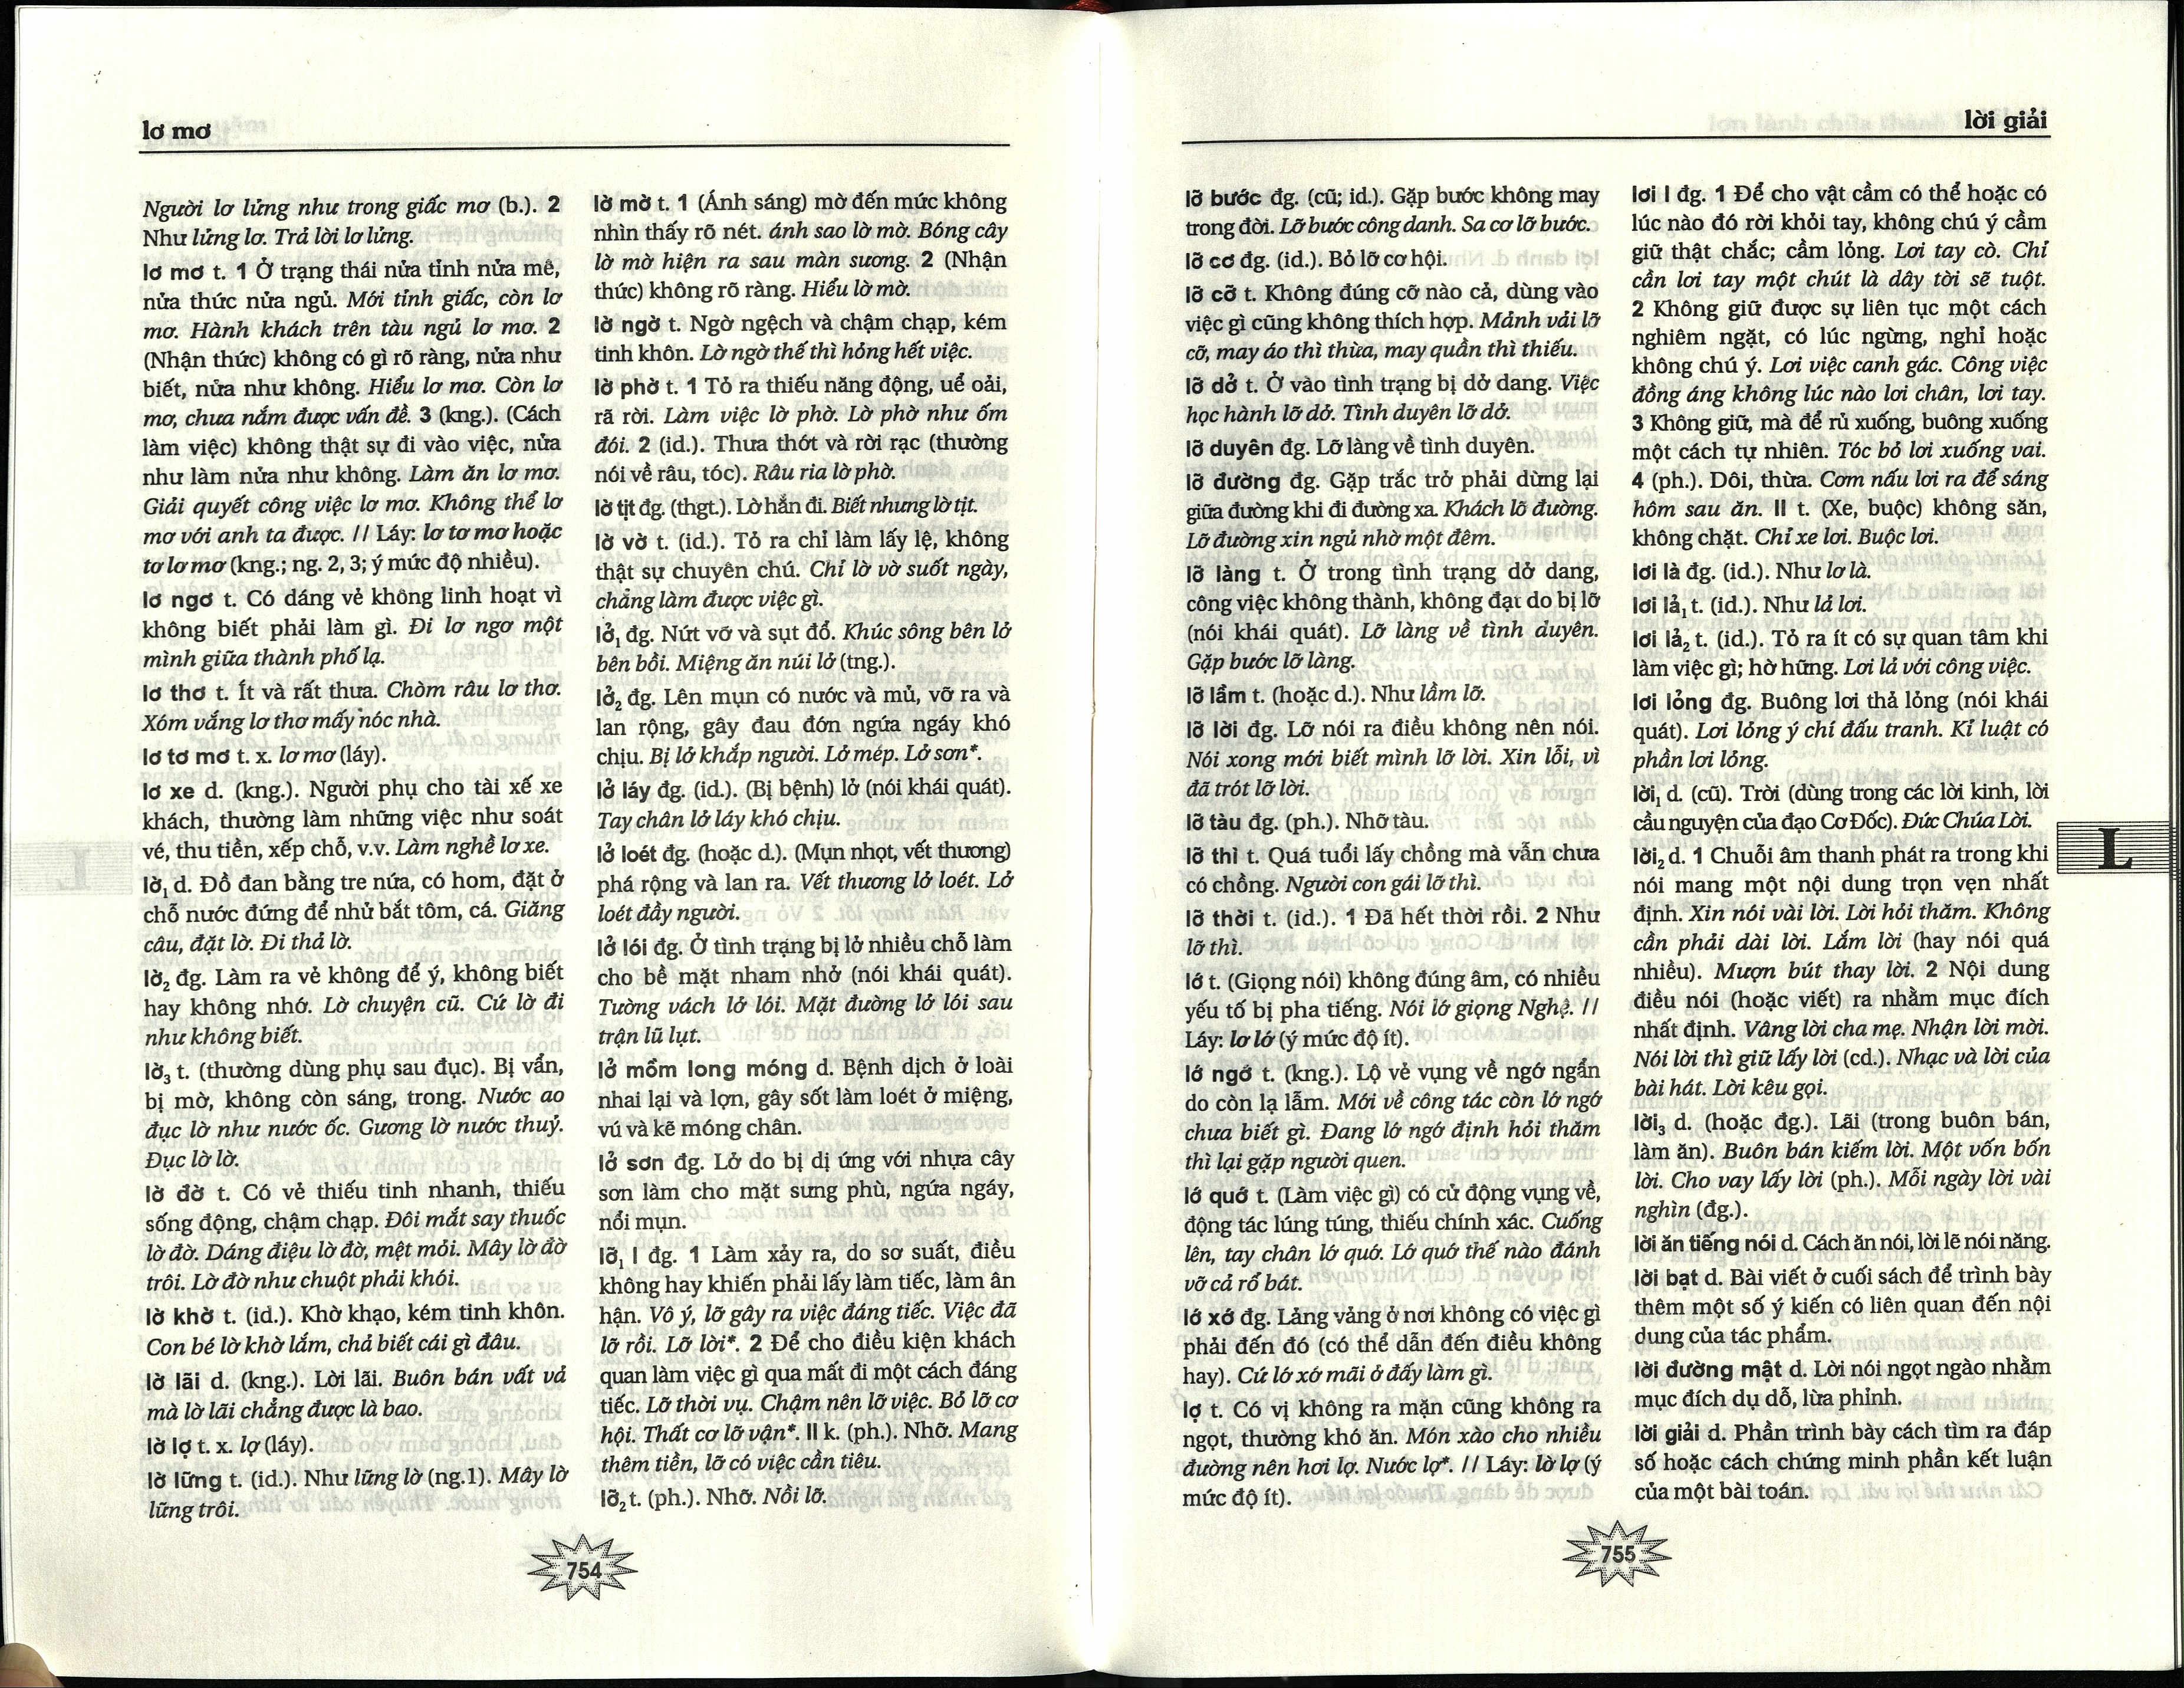 lơ mơ
Người lơ lửng như trong giấc mơ (b.). 2
Như lửng lơ. Trả lời lơ lửng.
lơ mơ t. 1 Ở trạng thái nửa tỉnh nửa mê,
nửa thức nửa ngủ. Mới tỉnh giấc, còn lơ
mơ. Hành khách trên tàu ngủ lơ mơ. 2
(Nhận thức) không có gì rõ ràng, nửa như
biết, nửa như không. Hiểu lơ mơ. Còn lơ
mơ, chưa nắm được vấn đề. 3 (kng.). (Cách
làm việc) không thật sự đi vào việc, nửa
như làm nửa như không. Làm ăn lơ mơ.
Giải quyết công việc lơ mơ. Không thể lơ
mơ với anh ta được. // Láy: lơ tơ mơ hoặc
tơ lơ mơ (kng.; ng. 2, 3; ý mức độ nhiều).
lơ ngơ t. Có dáng vẻ không linh hoạt vì
không biết phải làm gì. Đi lơ ngơ một
mình giữa thành phố lạ.
lơ thơ t. Ít và rất thưa. Chòm râu lơ thơ.
Xóm vắng lơ thơ mấy nóc nhà.
lơ tơ mơ t. x. lơ mơ (láy).
lơ xe d. (kng.). Người phụ cho tài xế xe
khách, thường làm những việc như soát
vé, thu tiền, xếp chỗ, v.v. Làm nghề lơ xe.
lờ₁ d. Đồ đan bằng tre nứa, có hom, đặt ở
chỗ nước đứng để nhử bắt tôm, cá. Giăng
câu, đặt lờ. Đi thả lờ.
lờ₂ đg. Làm ra vẻ không để ý, không biết
hay không nhớ. Lờ chuyện cũ. Cứ lờ đi
như không biết.
lờ₃ t. (thường dùng phụ sau đục). Bị vẩn,
bị mờ, không còn sáng, trong. Nước ao
đục lờ như nước ốc. Gương lờ nước thuỷ.
Đục lờ lờ.
lờ đờ t. Có vẻ thiếu tinh nhanh, thiếu
sống động, chậm chạp. Đôi mắt say thuốc
lờ đờ. Dáng điệu lờ đờ, mệt mỏi. Mây lờ đờ
trôi. Lờ đờ như chuột phải khói.
lờ khờ t. (id.). Khờ khạo, kém tinh khôn.
Con bé lờ khờ lắm, chả biết cái gì đâu.
lờ lãi d. (kng.). Lời lãi. Buôn bán vất vả
mà lờ lãi chẳng được là bao.
lờ lợ t. x. lợ (láy).
lờ lững t. (id.). Như lững lờ (ng.1). Mây lờ
lững trôi.
lờ mờ t. 1 (Ánh sáng) mờ đến mức không
nhìn thấy rõ nét. ánh sao lờ mờ. Bóng cây
lờ mờ hiện ra sau màn sương. 2 (Nhận
thức) không rõ ràng. Hiểu lờ mờ.
lờ ngờ t. Ngờ nghệch và chậm chạp, kém
tinh khôn. Lờ ngờ thế thì hỏng hết việc.
lờ phờ t. 1 Tỏ ra thiếu năng động, uể oải,
rã rời. Làm việc lờ phờ. Lờ phờ như ốm
đói. 2 (id.). Thưa thớt và rời rạc (thường
nói về râu, tóc). Râu ria lờ phờ.
lờ tịt đg. (thgt.). Lờ hẳn đi. Biết nhưng lờ tịt.
lờ vờ t. (id.). Tỏ ra chỉ làm lấy lệ, không
thật sự chuyên chú. Chỉ lờ vờ suốt ngày,
chẳng làm được việc gì.
lở₁ đg. Nứt vỡ và sụt đổ. Khúc sông bên lở
bên bồi. Miệng ăn núi lở (tng.).
lở₂ đg. Lên mụn có nước và mủ, vỡ ra và
lan rộng, gây đau đớn ngứa ngáy khó
chịu. Bị lở khắp người. Lở mép. Lở sơn*.
lở láy đg. (id.). (Bị bệnh) lở (nói khái quát).
Tay chân lở láy khó chịu.
lở loét đg. (hoặc d.). (Mụn nhọt, vết thương)
phá rộng và lan ra. Vết thương lở loét. Lở
loét đầy người.
lở lói đg. Ở tình trạng bị lở nhiều chỗ làm
cho bề mặt nham nhở (nói khái quát).
Tường vách lở lói. Mặt đường lở lói sau
trận lũ lụt.
lở mồm long móng d. Bệnh dịch ở loài
nhai lại và lợn, gây sốt làm loét ở miệng,
vú và kẽ móng chân.
lở sơn đg. Lở do bị dị ứng với nhựa cây
sơn làm cho mặt sưng phù, ngứa ngáy,
nổi mụn.
lỡ₁ I đg. 1 Làm xảy ra, do sơ suất, điều
không hay khiến phải lấy làm tiếc, làm ân
hận. Vô ý, lỡ gây ra việc đáng tiếc. Việc đã
lỡ rồi. Lỡ lời*. 2 Để cho điều kiện khách
quan làm việc gì qua mất đi một cách đáng
tiếc. Lỡ thời vụ. Chậm nên lỡ việc. Bỏ lỡ cơ
hội. Thất cơ lỡ vận*. II k. (ph.). Nhỡ. Mang
thêm tiền, lỡ có việc cần tiêu.
lỡ₂ t. (ph.). Nhỡ. Nồi lỡ.
754
lời giải
lỡ bước đg. (cũ; id.). Gặp bước không may
trong đời. Lỡ bước công danh. Sa cơ lỡ bước.
lỡ cơ đg. (id.). Bỏ lỡ cơ hội.
lỡ cỡ t. Không đúng cỡ nào cả, dùng vào
việc gì cũng không thích hợp. Mảnh vải lỡ
cỡ, may áo thì thừa, may quần thì thiếu.
lỡ dở t. Ở vào tình trạng bị dở dang. Việc
học hành lỡ dở. Tình duyên lỡ dở.
lỡ duyên đg. Lỡ làng về tình duyên.
lỡ đường đg. Gặp trắc trở phải dừng lại
giữa đường khi đi đường xa. Khách lỡ đường.
Lỡ đường xin ngủ nhờ một đêm.
lỡ làng t. Ở trong tình trạng dở dang,
công việc không thành, không đạt do bị lỡ
(nói khái quát). Lỡ làng về tình duyên.
Gặp bước lỡ làng.
lỡ lầm t. (hoặc d.). Như lầm lỡ.
lỡ lời đg. Lỡ nói ra điều không nên nói.
Nói xong mới biết mình lỡ lời. Xin lỗi, vì
đã trót lỡ lời.
lỡ tàu đg. (ph.). Nhỡ tàu.
lỡ thì t. Quá tuổi lấy chồng mà vẫn chưa
có chồng. Người con gái lỡ thì.
lỡ thời t. (id.). 1 Đã hết thời rồi. 2 Như
lỡ thì.
lớ t. (Giọng nói) không đúng âm, có nhiều
yếu tố bị pha tiếng. Nói lớ giọng Nghệ. //
Láy: lơ lớ (ý mức độ ít).
lớ ngớ t. (kng.). Lộ vẻ vụng về ngớ ngẩn
do còn lạ lẫm. Mới về công tác còn lớ ngớ
chưa biết gì. Đang lớ ngớ định hỏi thăm
thì lại gặp người quen.
lớ quớ t. (Làm việc gì) có cử động vụng về,
động tác lúng túng, thiếu chính xác. Cuống
lên, tay chân lớ quớ. Lớ quớ thế nào đánh
vỡ cả rổ bát.
lớ xớ đg. Lảng vảng ở nơi không có việc gì
phải đến đó (có thể dẫn đến điều không
hay). Cứ lớ xớ mãi ở đấy làm gì.
lợ t. Có vị không ra mặn cũng không ra
ngọt, thường khó ăn. Món xào cho nhiều
đường nên hơi lợ. Nước lợ*. // Láy: lờ lợ (ý
mức độ ít).
lơi I đg. 1 Để cho vật cầm có thể hoặc có
lúc nào đó rời khỏi tay, không chú ý cầm
giữ thật chắc; cầm lỏng. Lơi tay cò. Chỉ
cần lơi tay một chút là dây tời sẽ tuột.
2 Không giữ được sự liên tục một cách
nghiêm ngặt, có lúc ngừng, nghỉ hoặc
không chú ý. Lơi việc canh gác. Công việc
đồng áng không lúc nào lơi chân, lơi tay.
3 Không giữ, mà để rủ xuống, buông xuống
một cách tự nhiên. Tóc bỏ lơi xuống vai.
4 (ph.). Dôi, thừa. Cơm nấu lơi ra để sáng
hôm sau ăn. II t. (Xe, buộc) không săn,
không chặt. Chỉ xe lơi. Buộc lơi.
lơi là đg. (id.). Như lơ là.
lơi lả₁ t. (id.). Như lả lơi.
lơi lả₂ t. (id.). Tỏ ra ít có sự quan tâm khi
làm việc gì; hờ hững. Lơi lả với công việc.
lơi lỏng đg. Buông lơi thả lỏng (nói khái
quát). Lơi lỏng ý chí đấu tranh. Kỉ luật có
phần lơi lỏng.
lời₁ d. (cũ). Trời (dùng trong các lời kinh, lời
cầu nguyện của đạo Cơ Đốc). Đức Chúa Lời.
lời₂ d. 1 Chuỗi âm thanh phát ra trong khi
nói mang một nội dung trọn vẹn nhất
định. Xin nói vài lời. Lời hỏi thăm. Không
cần phải dài lời. Lắm lời (hay nói quá
nhiều). Mượn bút thay lời. 2 Nội dung
điều nói (hoặc viết) ra nhằm mục đích
nhất định. Vâng lời cha mẹ. Nhận lời mời.
Nói lời thì giữ lấy lời (cd.). Nhạc và lời của
bài hát. Lời kêu gọi.
lời₃ d. (hoặc đg.). Lãi (trong buôn bán,
làm ăn). Buôn bán kiếm lời. Một vốn bốn
lời. Cho vay lấy lời (ph.). Mỗi ngày lời vài
nghìn (đg.).
lời ăn tiếng nói d. Cách ăn nói, lời lẽ nói năng.
lời bạt d. Bài viết ở cuối sách để trình bày
thêm một số ý kiến có liên quan đến nội
dung của tác phẩm.
lời đường mật d. Lời nói ngọt ngào nhằm
mục đích dụ dỗ, lừa phỉnh.
lời giải d. Phần trình bày cách tìm ra đáp
số hoặc cách chứng minh phần kết luận
của một bài toán.
L
755